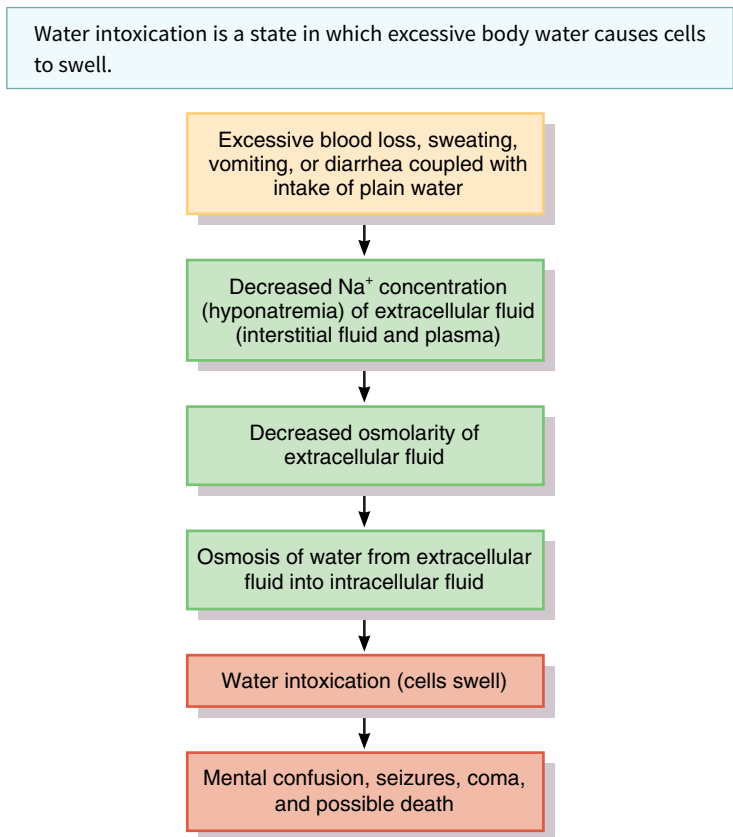 Water intoxication is a state in which excessive body water causes cells
to swell.
Excessive blood loss, sweating,
vomiting, or diarrhea coupled with
intake of plain water
Decreased Na⁺ concentration
(hyponatremia) of extracellular fluid
(interstitial fluid and plasma)
Decreased osmolarity of
extracellular fluid
Osmosis of water from extracellular
fluid into intracellular fluid
Water intoxication (cells swell)
Mental confusion, seizures, coma,
and possible death